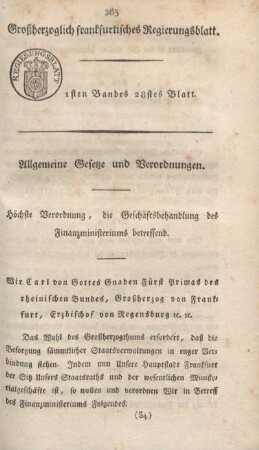 385
Großherzoglich frankfurtisches Regierungsblatt.
REGIERUNGSBLATT
1sten Bandes 28stes Blatt.
Allgemeine Gesetze und Verordnungen.
Höchste Verordnung, die Geschäftsbehandlung des
Finanzministeriums betreffend.
Wir Carl von Gottes Gnaden Fürst Primas des
rheinischen Bundes, Großherzog von Frank-
furt, Erzbischof von Regensburg ꝛc. ꝛc.
Das Wohl des Großherzogthums erfordert, daß die
Besorgung sämmtlicher Staatsverwaltungen in enger Ver-
bindung stehen. Indem nun Unsere Hauptstadt Frankfurt
der Sitz Unsers Staatsraths und der wesentlichen Ministe-
rialgeschäfte ist, so wollen und verordnen Wir in Betreff
des Finanzministeriums Folgendes.
(34)